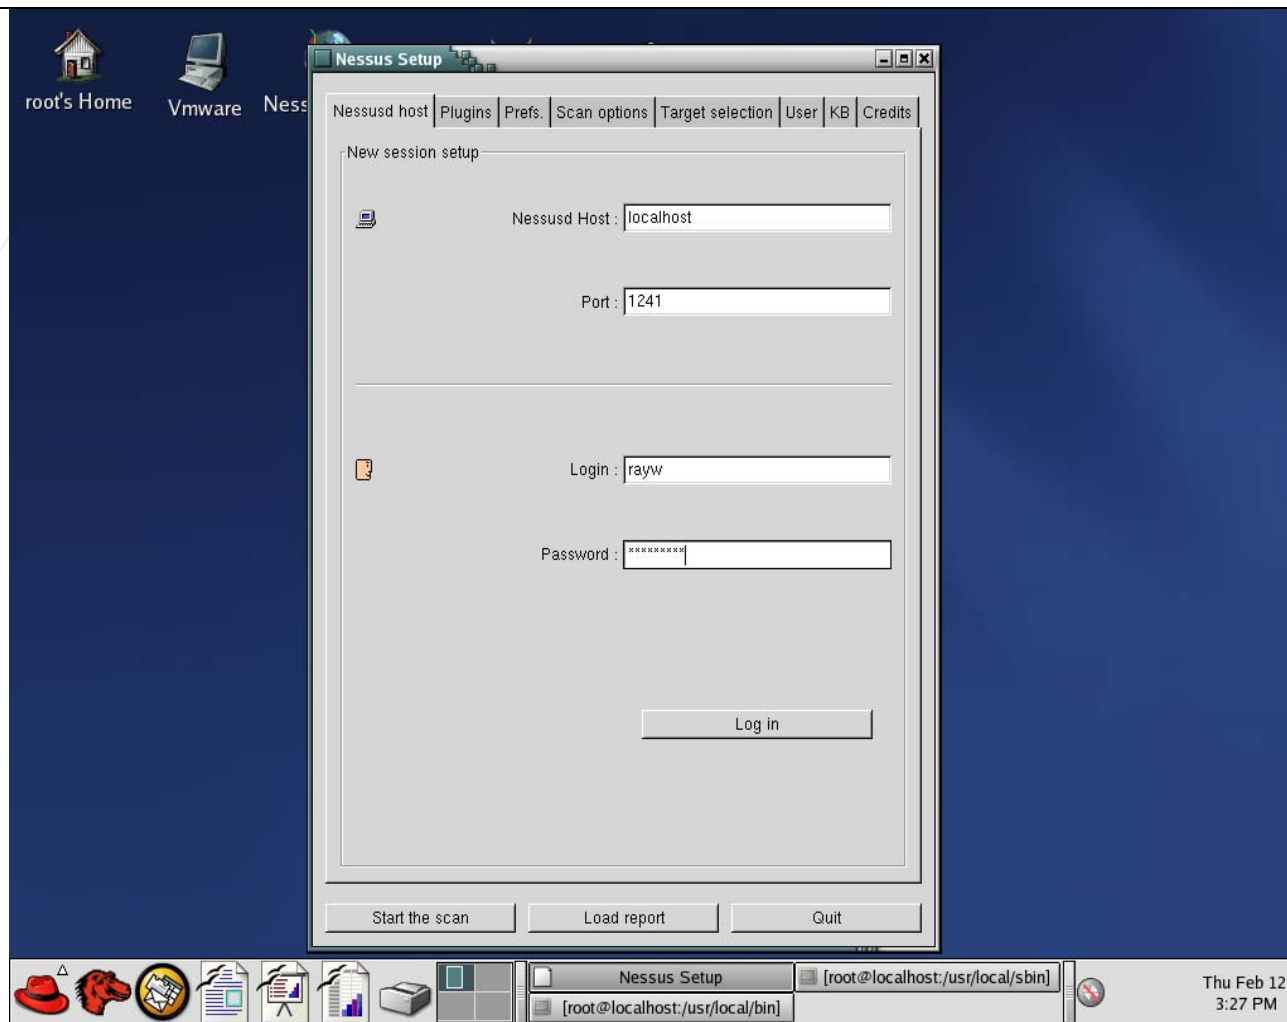 root's Home
Vmware
Ness
Nessus Setup
Nessusd host
Plugins
Prefs.
Scan options
Target selection
User
KB
Credits
New session setup
Nessusd Host : localhost
Port : 1241
Login : rayw
Password : *********
Log in
Start the scan
Load report
Quit
Nessus Setup
[root@localhost:/usr/local/sbin]
[root@localhost:/usr/local/bin]
Thu Feb 12
3:27 PM